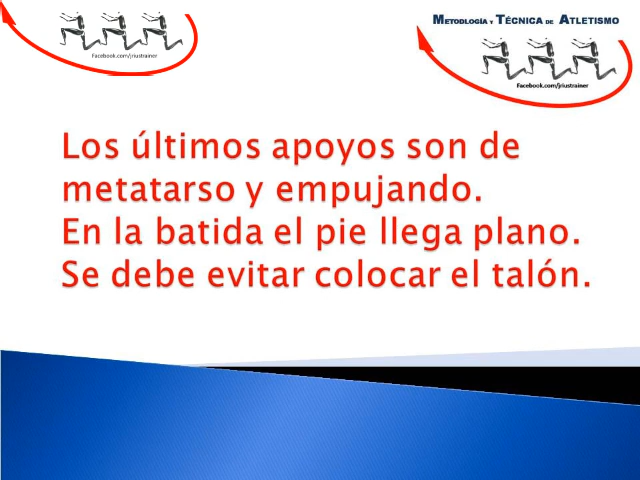 Facebook.com/jriustrainer
Metodología y Técnica de Atletismo
Facebook.com/jriustrainer
Los últimos apoyos son de
metatarso y empujando.
En la batida el pie llega plano.
Se debe evitar colocar el talón.